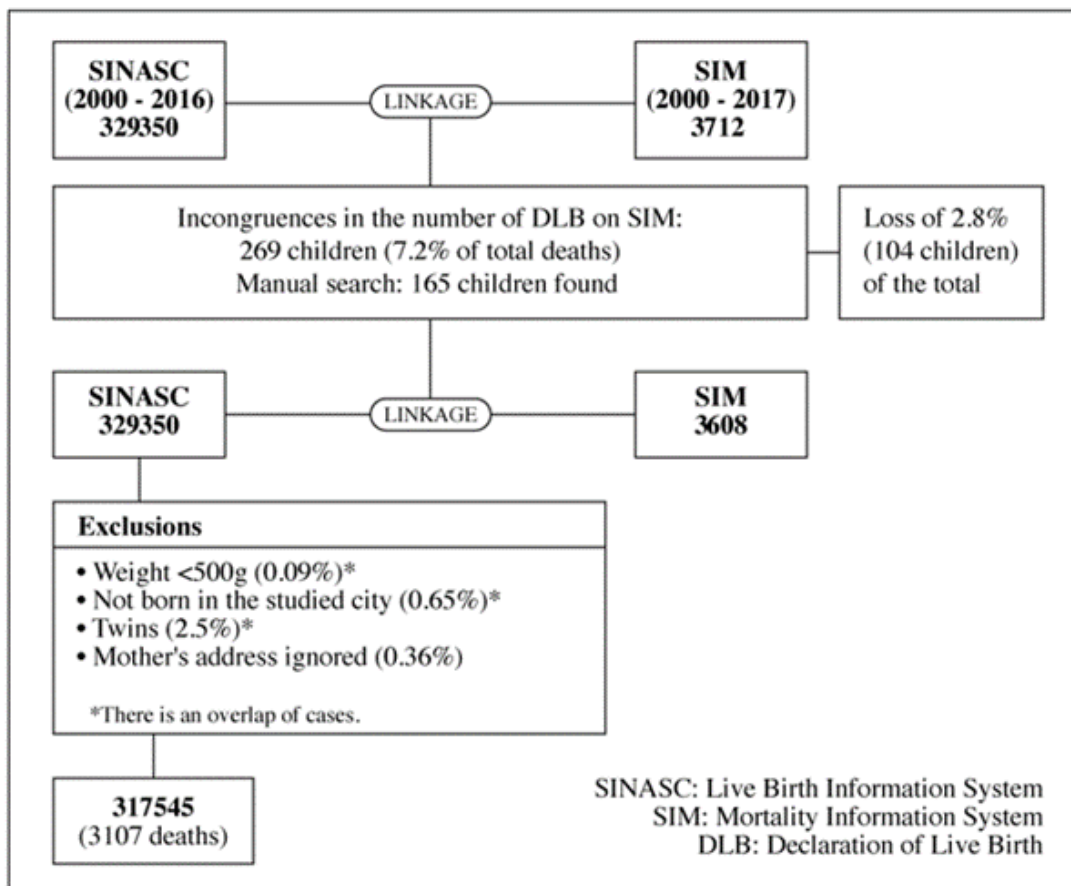 SINASC
(2000 - 2016)
329350
LINKAGE
SIM
(2000 - 2017)
3712
Incongruences in the number of DLB on SIM:
269 children (7.2% of total deaths)
Manual search: 165 children found
Loss of 2.8%
(104 children)
of the total
SINASC
329350
LINKAGE
SIM
3608
Exclusions
• Weight <500g (0.09%)*
• Not born in the studied city (0.65%)*
• Twins (2.5%)*
• Mother's address ignored (0.36%)
*There is an overlap of cases.
317545
(3107 deaths)
SINASC: Live Birth Information System
SIM: Mortality Information System
DLB: Declaration of Live Birth